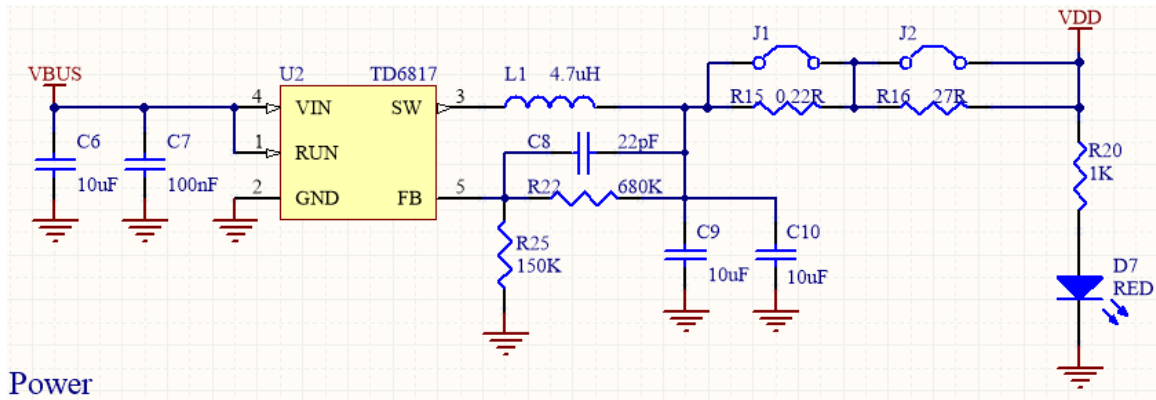 J1
J2
VDD
VBUS
U2
TD6817
L1
4.7uH
4
VIN
SW
3
R15
0.22R
R16
27R
C6
10uF
C7
100nF
1
RUN
C8
22pF
R20
1K
2
GND
FB
5
R22
680K
R25
150K
C9
10uF
C10
10uF
D7
RED
Power